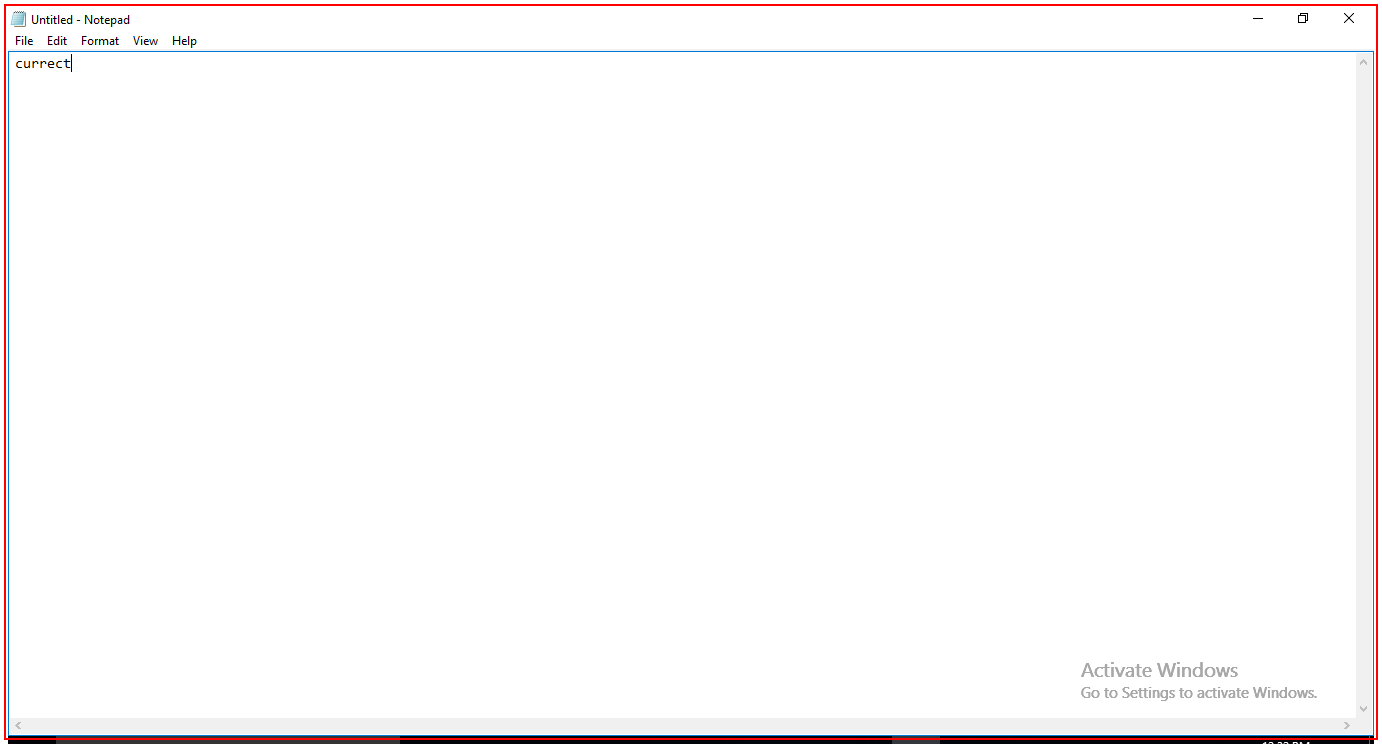 Untitled - Notepad
File Edit Format View Help
currect
Activate Windows
Go to Settings to activate Windows.